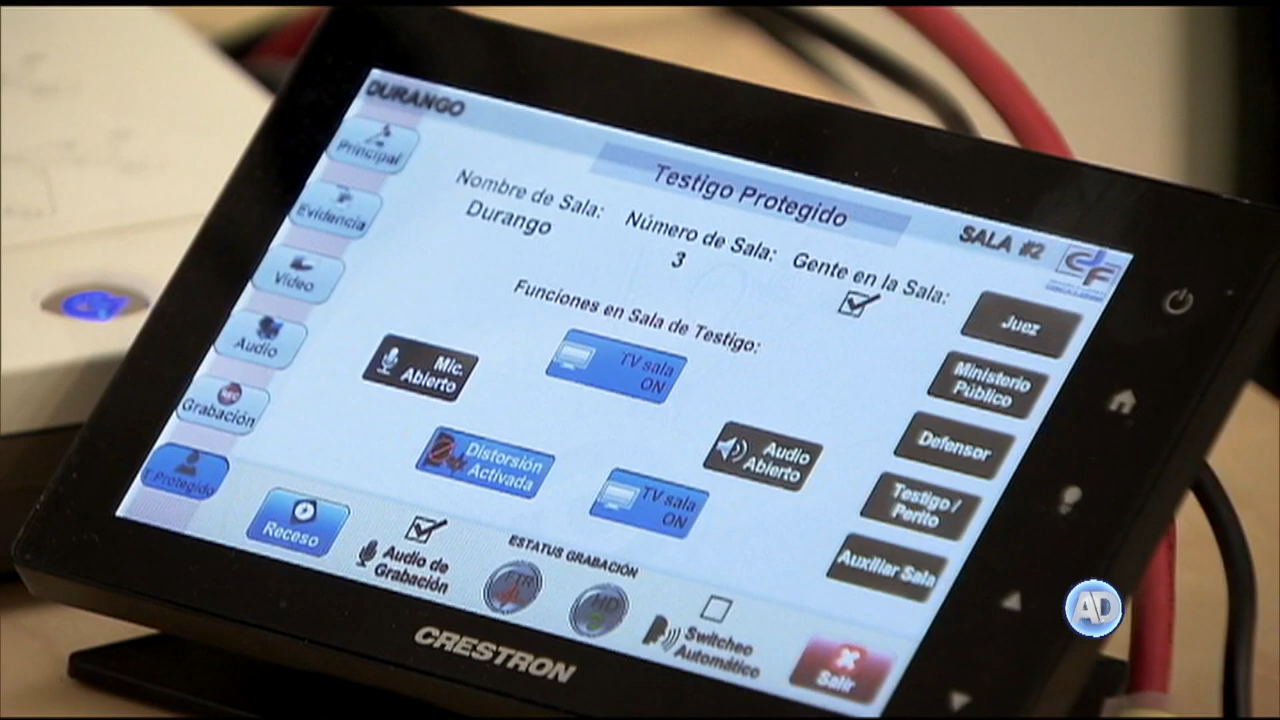 DURANGO
Testigo Protegido
SALA #2
CJF
Nombre de Sala:
Durango
Número de Sala:
3
Gente en la Sala:
Funciones en Sala de Testigo:
Principal
Evidencia
Vídeo
Audio
Grabación
T. Protegido
Mic.
Abierto
TV sala
ON
Distorsión
Activada
TV sala
ON
Audio
Abierto
Juez
Ministerio
Público
Defensor
Testigo /
Perito
Auxiliar Sala
Receso
Audio de
Grabación
ESTATUS GRABACIÓN
FTR
HD
Switcheo
Automático
Salir
CRESTRON
AD